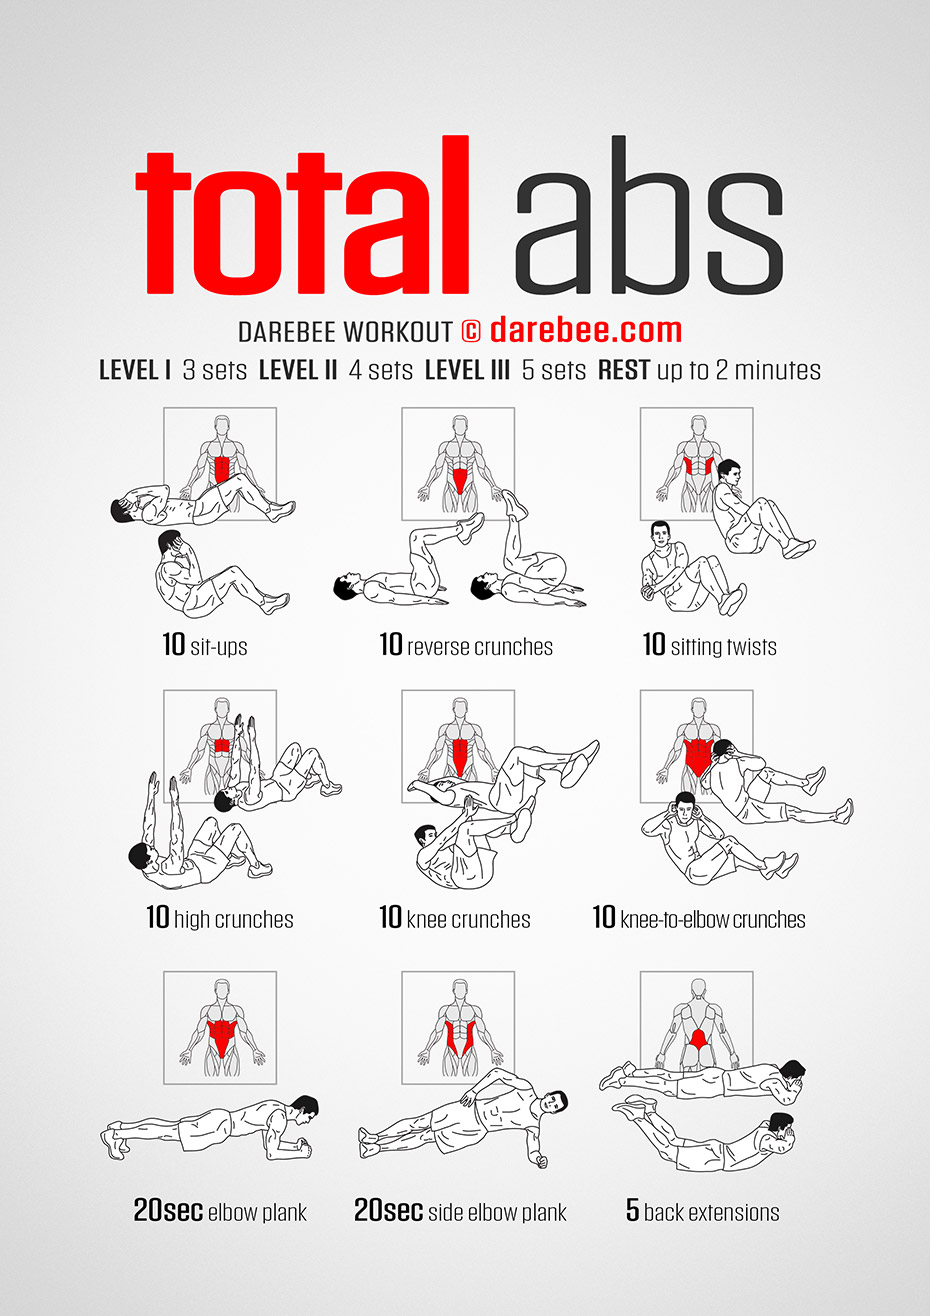 total abs
DAREBEE WORKOUT © darebee.com
LEVEL I 3 sets LEVEL II 4 sets LEVEL III 5 sets REST up to 2 minutes
10 sit-ups
10 reverse crunches
10 sitting twists
10 high crunches
10 knee crunches
10 knee-to-elbow crunches
20sec elbow plank
20sec side elbow plank
5 back extensions